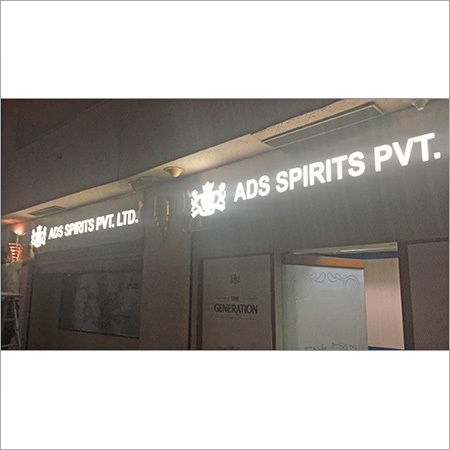 ADS SPIRITS PVT. LTD.
ADS SPIRITS PVT.
THE
GENERATION